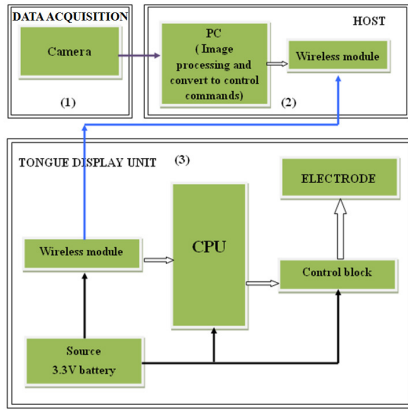 DATA ACQUISITION
Camera
(1)
HOST
PC
( Image
processing and
convert to control
commands)
Wireless module
(2)
TONGUE DISPLAY UNIT
(3)
ELECTRODE
CPU
Wireless module
Control block
Source
3.3V battery